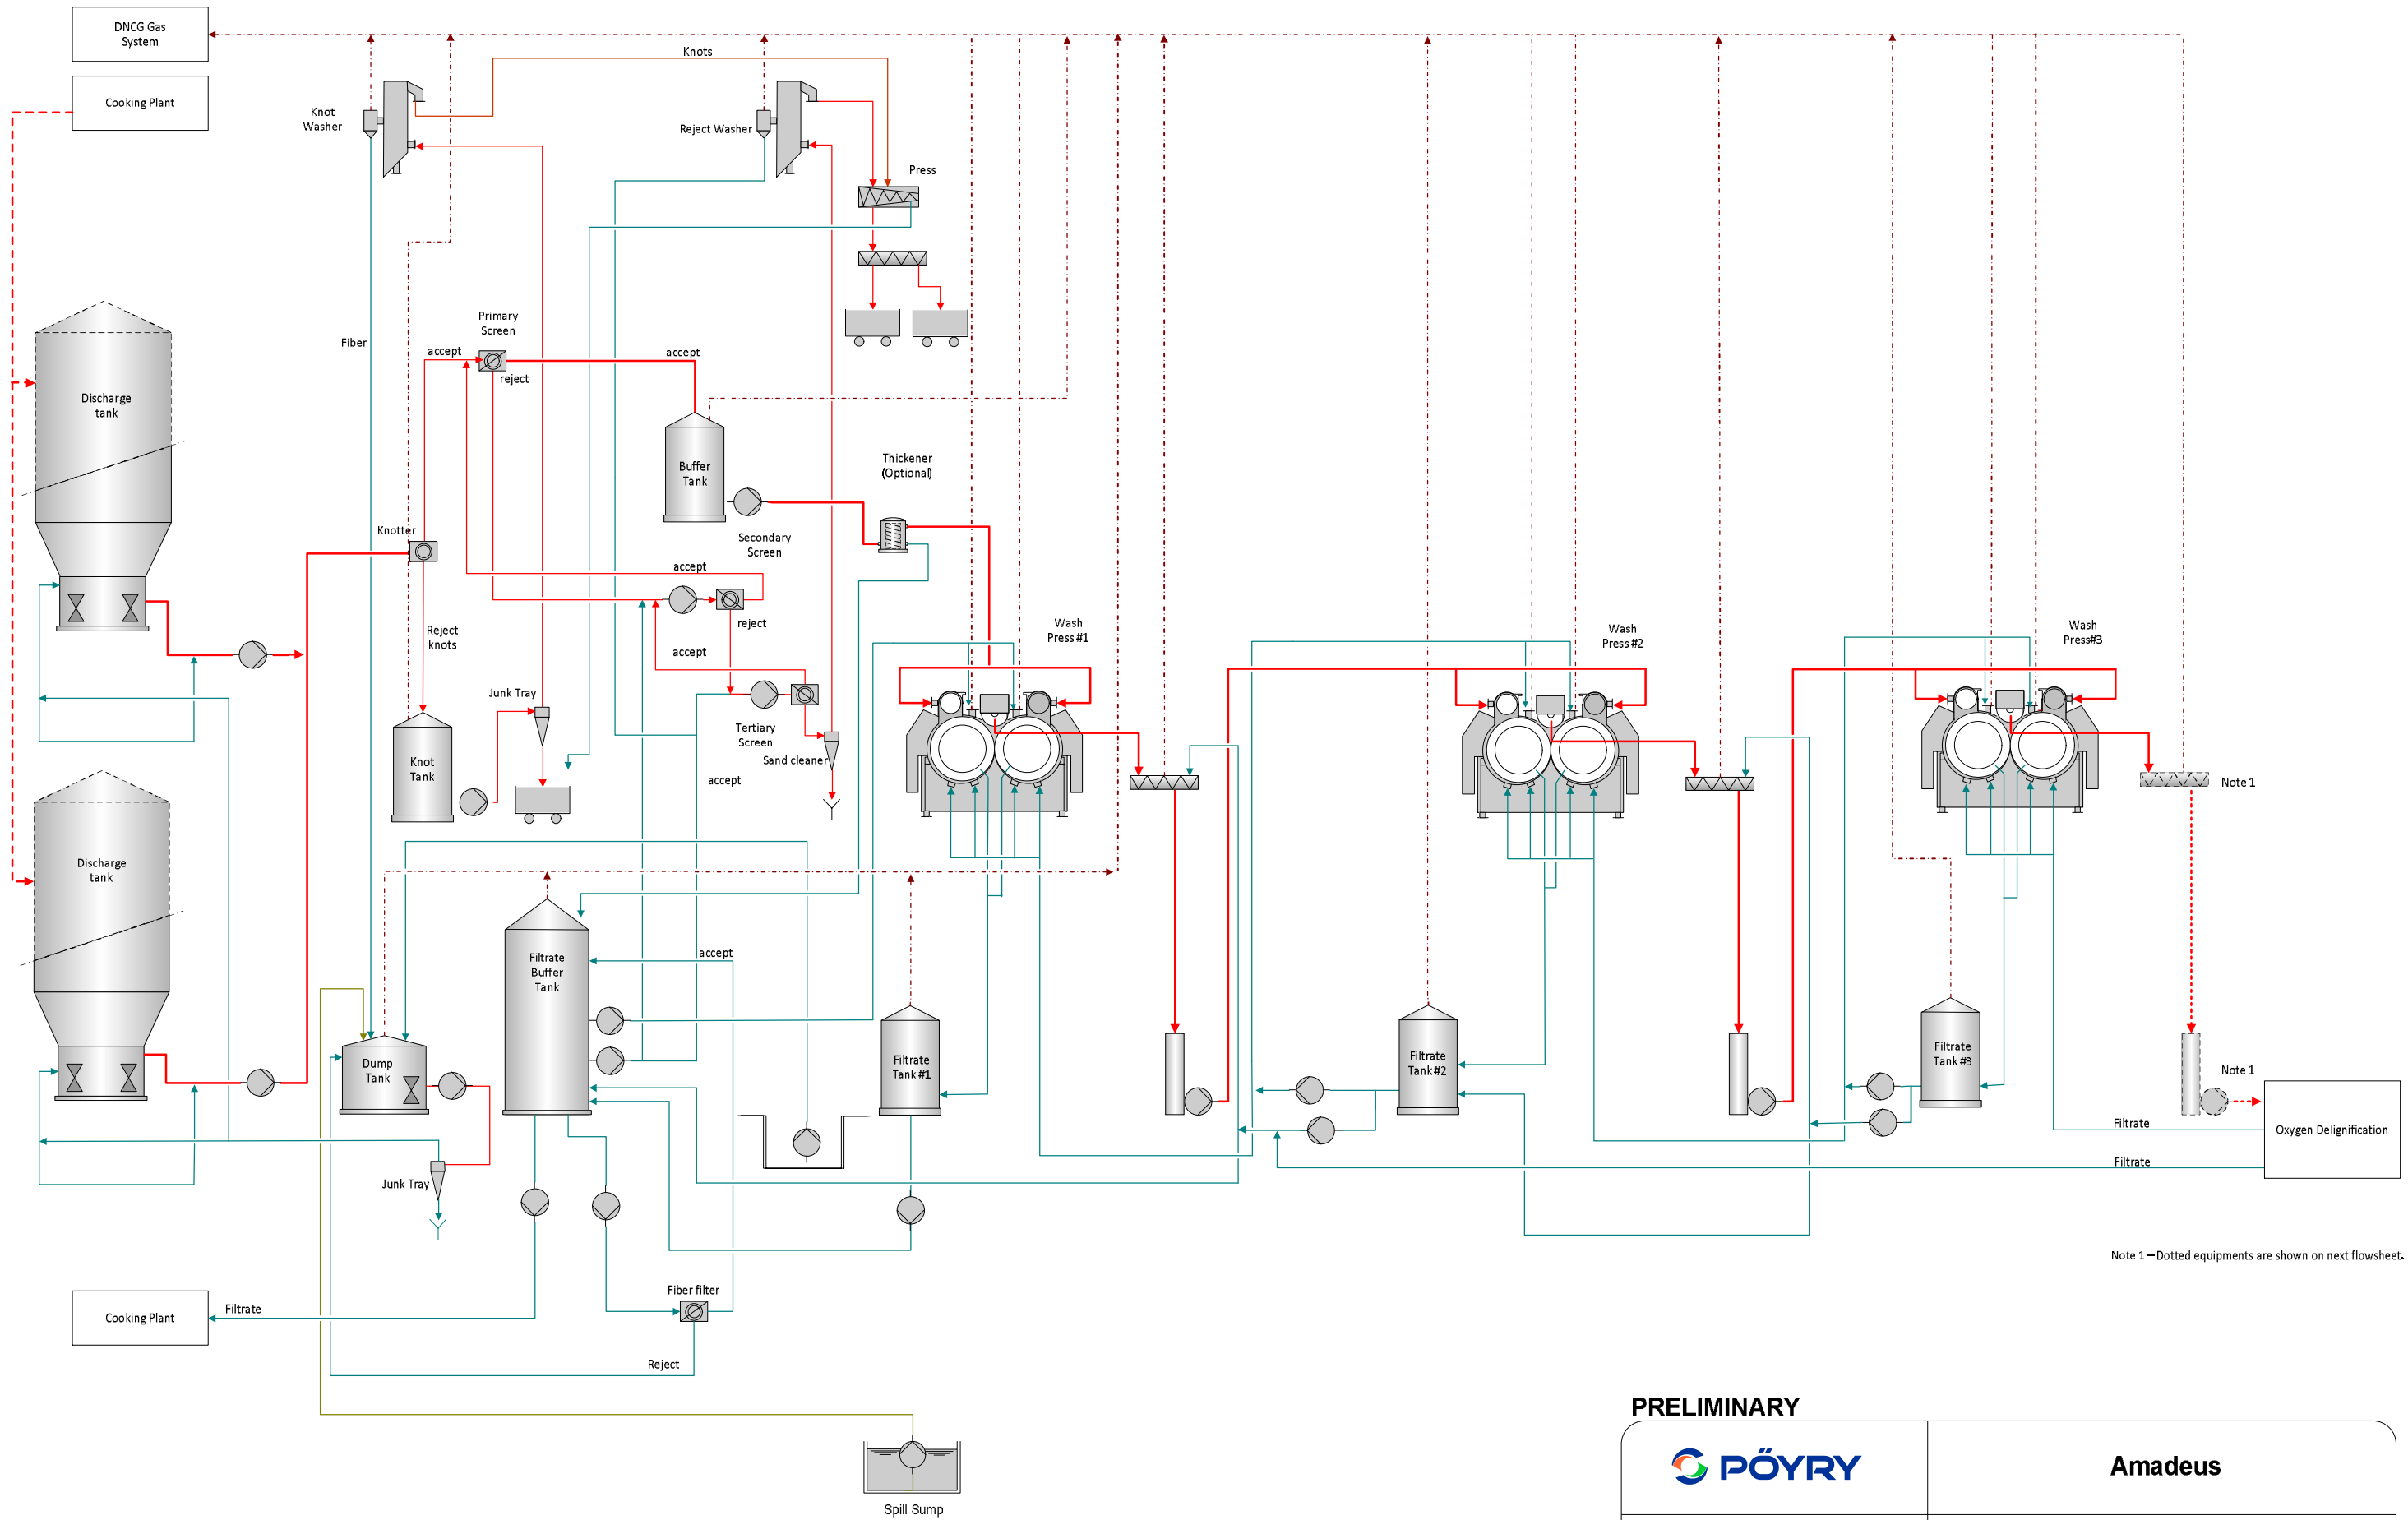 DNCG Gas
System
Knots
Cooking Plant
Knot
Washer
Reject Washer
Press
Primary
Screen
Fiber
accept
accept
reject
Discharge
tank
Thickener
(Optional)
Buffer
Tank
Knotter
Secondary
Screen
accept
Reject
knots
reject
Wash
Press #1
Wash
Press #2
Wash
Press#3
accept
Junk Tray
Tertiary
Screen
Sand cleaner
Knot
Tank
accept
Note 1
Discharge
tank
accept
Filtrate
Buffer
Tank
Dump
Tank
Filtrate
Tank #1
Filtrate
Tank #2
Filtrate
Tank #3
Note 1
Filtrate
Oxygen Delignification
Filtrate
Junk Tray
Note 1 – Dotted equipments are shown on next flowsheet.
Fiber filter
Cooking Plant
Filtrate
Reject
PRELIMINARY
PÖYRY
Amadeus
Spill Sump